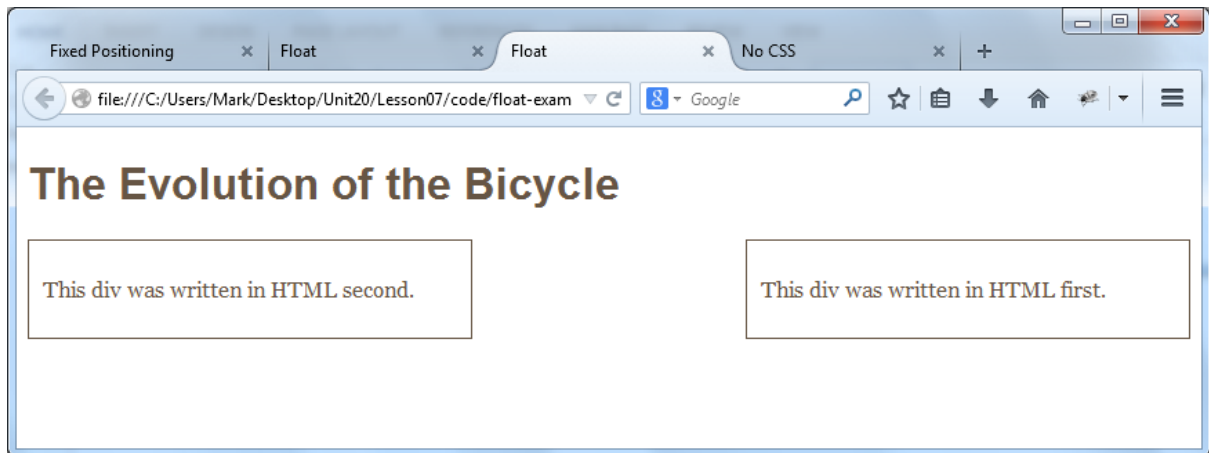 Fixed Positioning Float Float No CSS
file:///C:/Users/Mark/Desktop/Unit20/Lesson07/code/float-exam Google
The Evolution of the Bicycle
This div was written in HTML second. This div was written in HTML first.